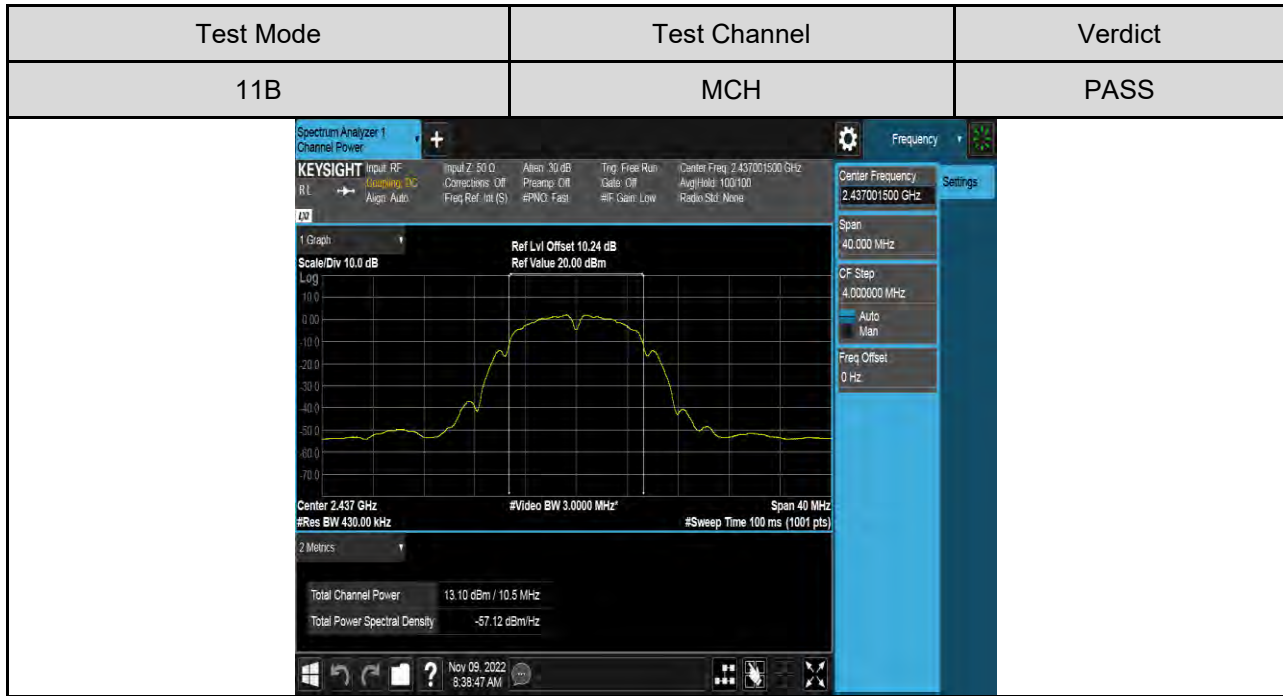 Test Mode Test Channel Verdict
11B MCH PASS
Spectrum Analyzer 1
Channel Power
+
Frequency
KEYSIGHT Input: RF Input Z: 50 Ω Atten: 30 dB Trig: Free Run Center Freq: 2.437001500 GHz
RL Coupling: DC Corrections: Off Preamp: Off Gate: Off Avg|Hold: 100/100
Align: Auto Freq Ref: Int (S) #PNO: Fast #IF Gain: Low Radio Std: None
LXI
Center Frequency
2.437001500 GHz
Settings
Span
40.000 MHz
CF Step
4.000000 MHz
Auto
Man
Freq Offset
0 Hz
1 Graph
Ref Lvl Offset 10.24 dB
Scale/Div 10.0 dB Ref Value 20.00 dBm
Log
10.0
0.00
-10.0
-20.0
-30.0
-40.0
-50.0
-60.0
-70.0
Center 2.437 GHz #Video BW 3.0000 MHz* Span 40 MHz
#Res BW 430.00 kHz #Sweep Time 100 ms (1001 pts)
2 Metrics
Total Channel Power 13.10 dBm / 10.5 MHz
Total Power Spectral Density -57.12 dBm/Hz
? Nov 09, 2022
8:38:47 AM